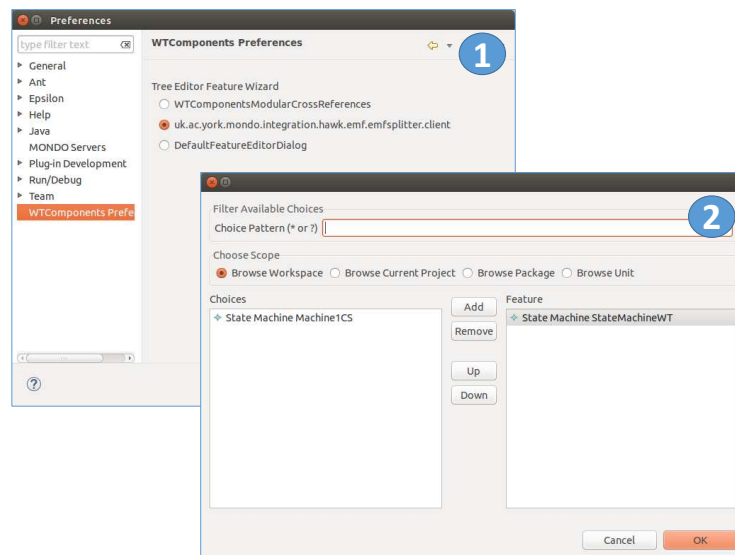 Preferences
type filter text
WTComponents Preferences
1
General
Ant
Epsilon
Help
Java
MONDO Servers
Plug-in Development
Run/Debug
Team
WTComponents Prefe
Tree Editor Feature Wizard
WTComponentsModularCrossReferences
uk.ac.york.mondo.integration.hawk.emf.emfsplitter.client
DefaultFeatureEditorDialog
?
2
Filter Available Choices
Choice Pattern (* or ?)
Choose Scope
Browse Workspace Browse Current Project Browse Package Browse Unit
Choices
State Machine Machine1CS
Add
Remove
Up
Down
Feature
State Machine StateMachineWT
Cancel OK